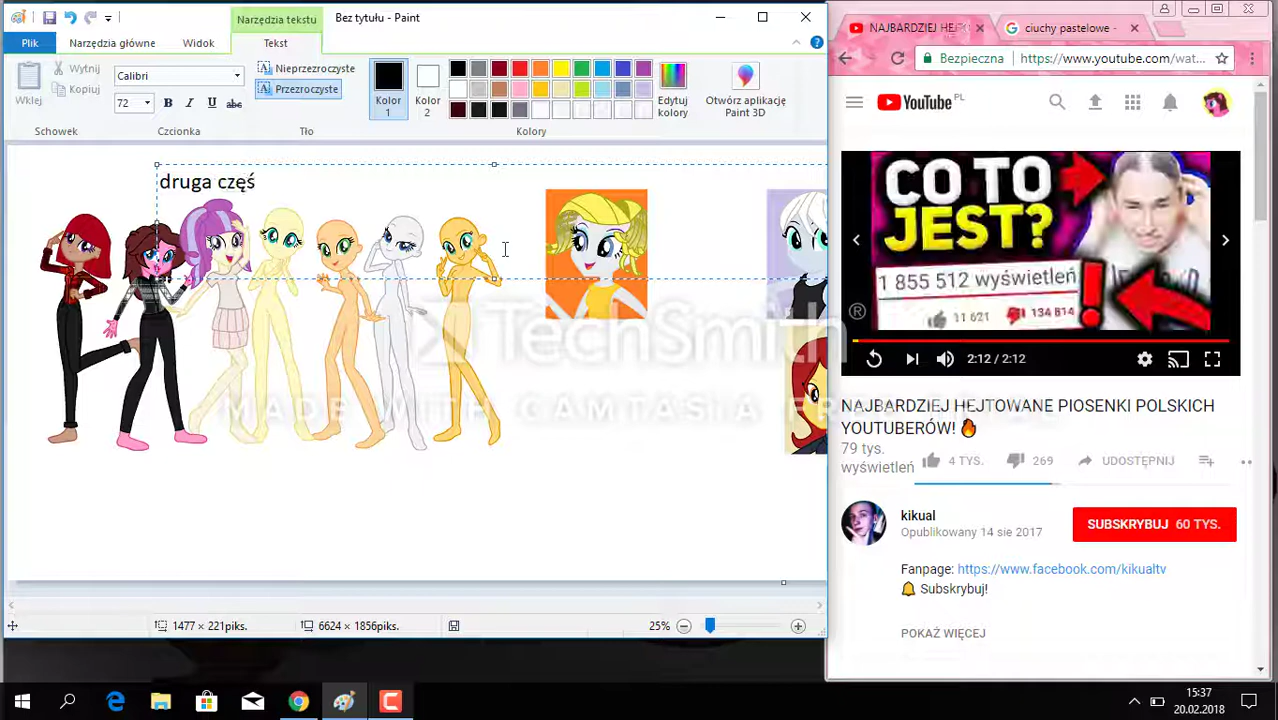 Narzędzia tekstu
Bez tytułu - Paint
Plik
Narzędzia główne
Widok
Tekst
Wklej
Wytnij
Kopiuj
Schowek
Calibri
72
B I U abc
Czcionka
Nieprzezroczyste
Przezroczyste
Tło
Kolor 1
Kolor 2
Edytuj kolory
Kolory
Otwórz aplikację Paint 3D
druga częś
TechSmith
MADE WITH CAMTASIA
1477 × 221piks.
6624 × 1856piks.
25%
NAJBARDZIEJ HEJ
ciuchy pastelowe -
Bezpieczna
https://www.youtube.com/wat...
YouTube PL
CO TO
JEST?
1 855 512 wyświetleń
11 621
134 814
2:12 / 2:12
NAJBARDZIEJ HEJTOWANE PIOSENKI POLSKICH
YOUTUBERÓW!
79 tys.
wyświetleń
4 TYS.
269
UDOSTĘPNIJ
kikual
Opublikowany 14 sie 2017
SUBSKRYBUJ 60 TYS.
Fanpage: https://www.facebook.com/kikualtv
Subskrybuj!
POKAŻ WIĘCEJ
15:37
20.02.2018